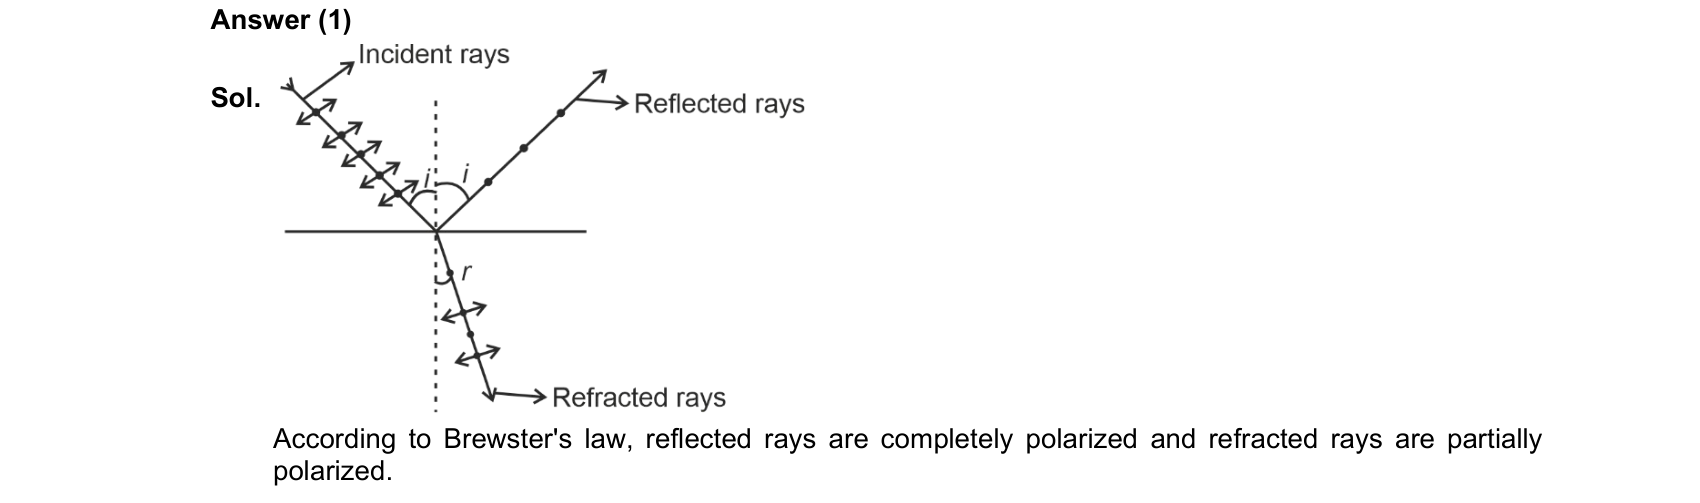 Answer (1)
Incident rays
Sol.
Reflected rays
i
i
r
Refracted rays
According to Brewster's law, reflected rays are completely polarized and refracted rays are partially
polarized.